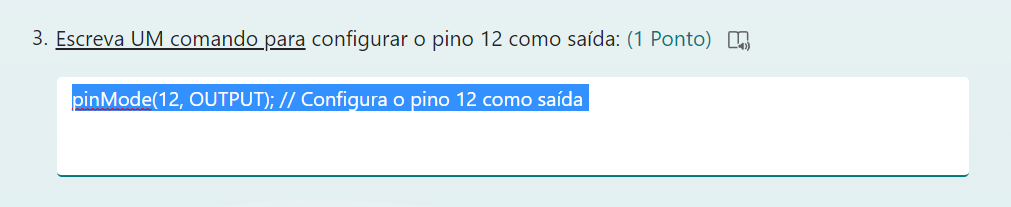 3. Escreva UM comando para configurar o pino 12 como saída: (1 Ponto)
pinMode(12, OUTPUT); // Configura o pino 12 como saída